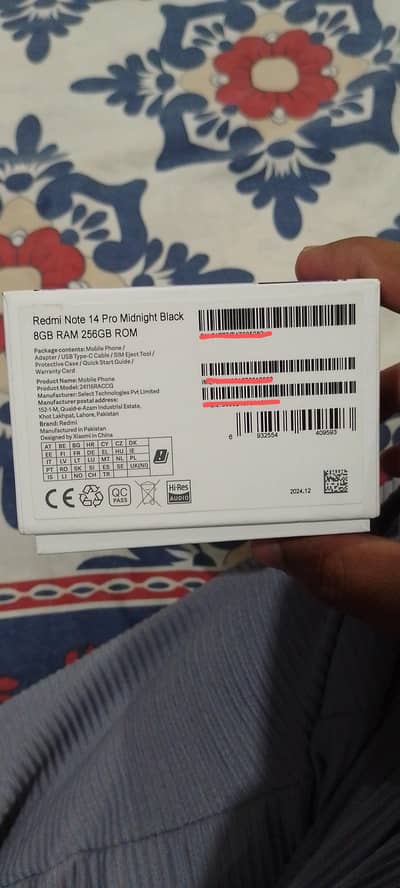 Redmi Note 14 Pro Midnight Black
8GB RAM 256GB ROM
Package contents: Mobile Phone /
Adapter / USB Type-C Cable / SIM Eject Tool /
Protective Case / Quick Start Guide /
Warranty Card
Product Name: Mobile Phone
Product Model: 24116RACCG
Manufacturer: Select Technologies Pvt Limited
Manufacturer postal address:
152-1-M, Quaid-e-Azam Industrial Estate,
Khot Lakhpat, Lahore, Pakistan
Brand: Redmi
Manufactured in Pakistan
Designed by Xiaomi in China
AT BE BG HR CY CZ DK
EE FI FR DE EL HU IE
IT LV LT LU MT NL PL
PT RO SK SI ES SE UK(NI)
IS LI NO CH TR
CE
QC
PASS
Hi-Res
AUDIO
6 932554 409593
2024.12